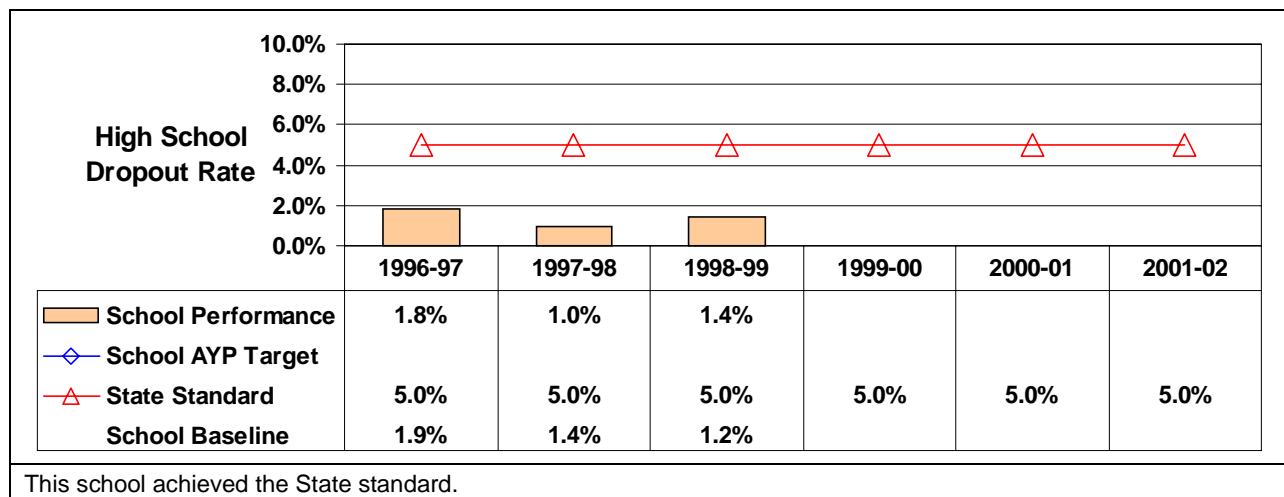 10.0%
8.0%
6.0%
4.0%
2.0%
0.0%
High School
Dropout Rate
1996-97 1997-98 1998-99 1999-00 2000-01 2001-02
School Performance 1.8% 1.0% 1.4%
School AYP Target
State Standard 5.0% 5.0% 5.0% 5.0% 5.0% 5.0%
School Baseline 1.9% 1.4% 1.2%
This school achieved the State standard.